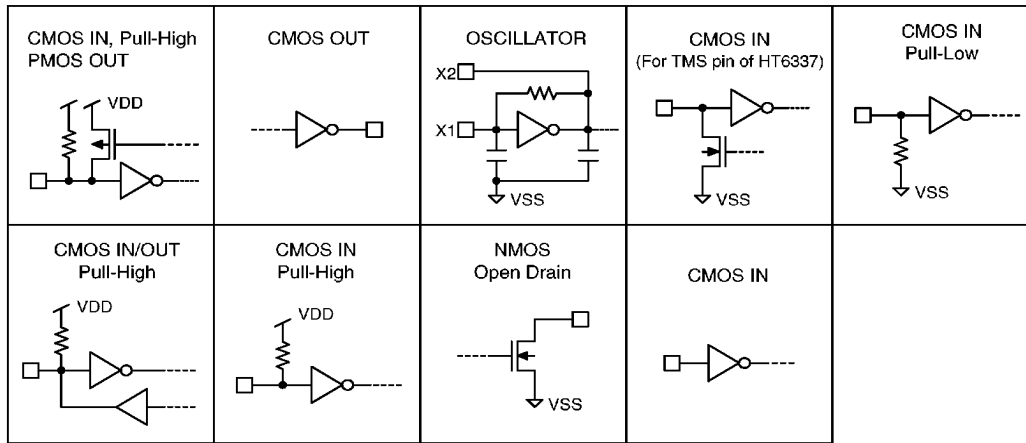 CMOS IN, Pull-High
PMOS OUT
VDD
CMOS OUT
OSCILLATOR
X2
X1
VSS
CMOS IN
(For TMS pin of HT6337)
VSS
CMOS IN
Pull-Low
VSS
CMOS IN/OUT
Pull-High
VDD
CMOS IN
Pull-High
VDD
NMOS
Open Drain
VSS
CMOS IN